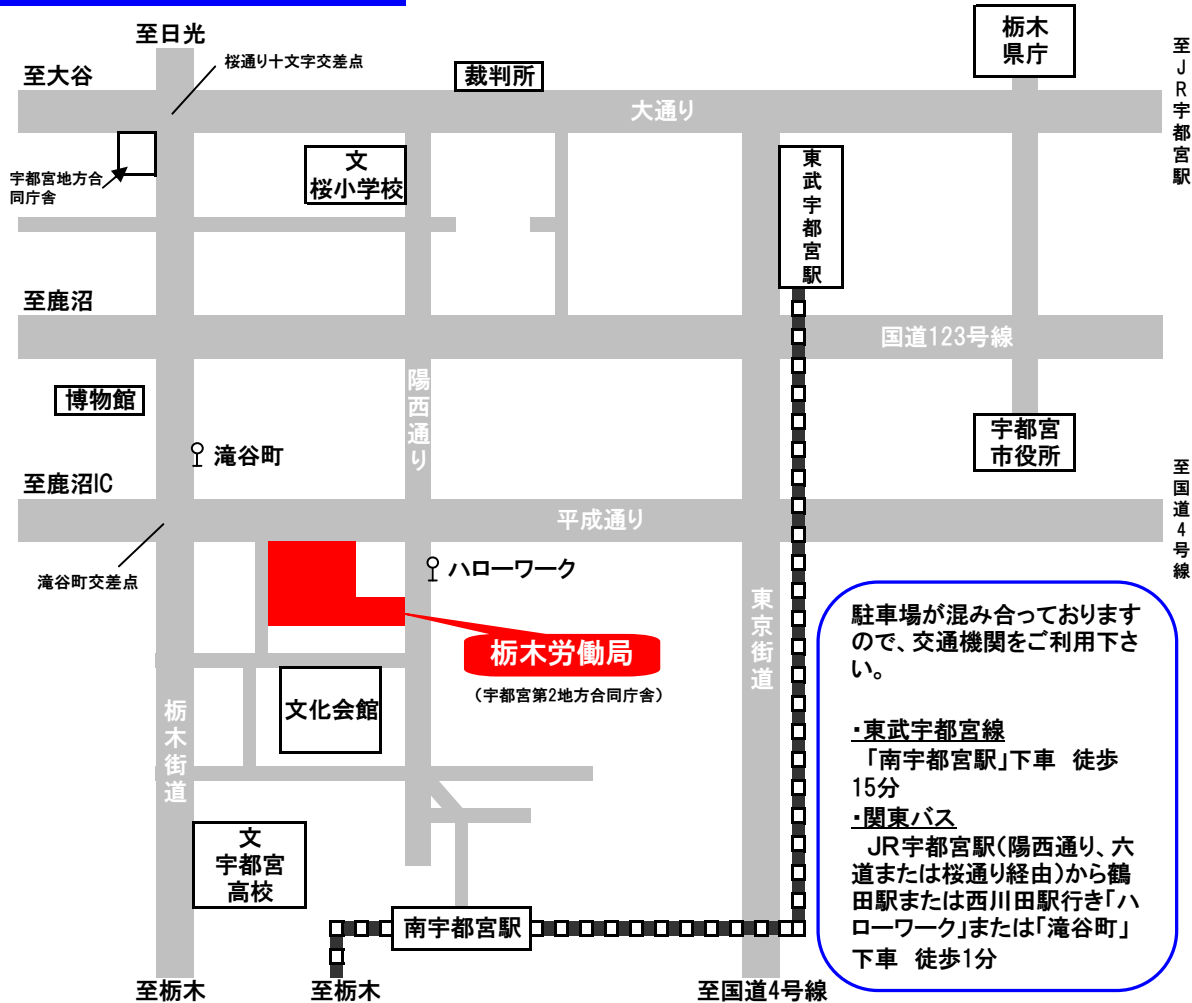 至日光
桜通り十文字交差点
至大谷
裁判所
栃木
県庁
至JR宇都宮駅
大通り
宇都宮地方合
同庁舎
文
桜小学校
東武宇都宮駅
至鹿沼
国道123号線
博物館
陽西通り
滝谷町
宇都宮
市役所
至鹿沼IC
至国道4号線
平成通り
滝谷町交差点
ハローワーク
東京街道
栃木労働局
(宇都宮第2地方合同庁舎)
栃木街道
文化会館
文
宇都宮
高校
南宇都宮駅
至栃木
至栃木
至国道4号線
駐車場が混み合っております
ので、交通機関をご利用下さ
い。
・東武宇都宮線
「南宇都宮駅」下車 徒歩
15分
・関東バス
JR宇都宮駅(陽西通り、六
道または桜通り経由)から鶴
田駅または西川田駅行き「ハ
ローワーク」または「滝谷町」
下車 徒歩1分